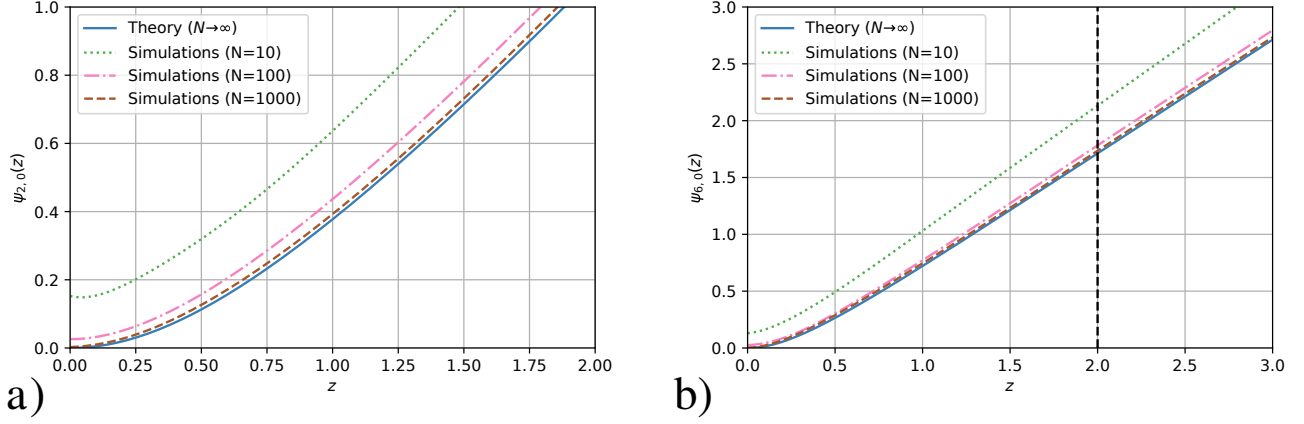 Theory (N→∞)
Simulations (N=10)
Simulations (N=100)
Simulations (N=1000)
1.0
0.8
0.6
0.4
0.2
0.0
ψ2, 0(z)
0.00 0.25 0.50 0.75 1.00 1.25 1.50 1.75 2.00
z
a)
Theory (N→∞)
Simulations (N=10)
Simulations (N=100)
Simulations (N=1000)
3.0
2.5
2.0
1.5
1.0
0.5
0.0
ψ6, 0(z)
0.0 0.5 1.0 1.5 2.0 2.5 3.0
z
b)